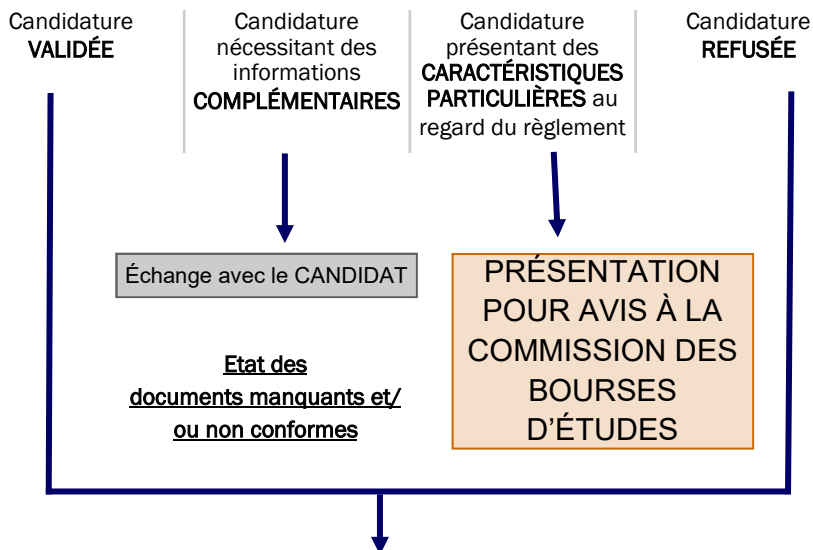 Candidature
VALIDÉE
Candidature
nécessitant des
informations
COMPLÉMENTAIRES
Candidature
présentant des
CARACTÉRISTIQUES
PARTICULIÈRES au
regard du règlement
Candidature
REFUSÉE
Échange avec le CANDIDAT
Etat des
documents manquants et/
ou non conformes
PRÉSENTATION
POUR AVIS À LA
COMMISSION DES
BOURSES
D’ÉTUDES